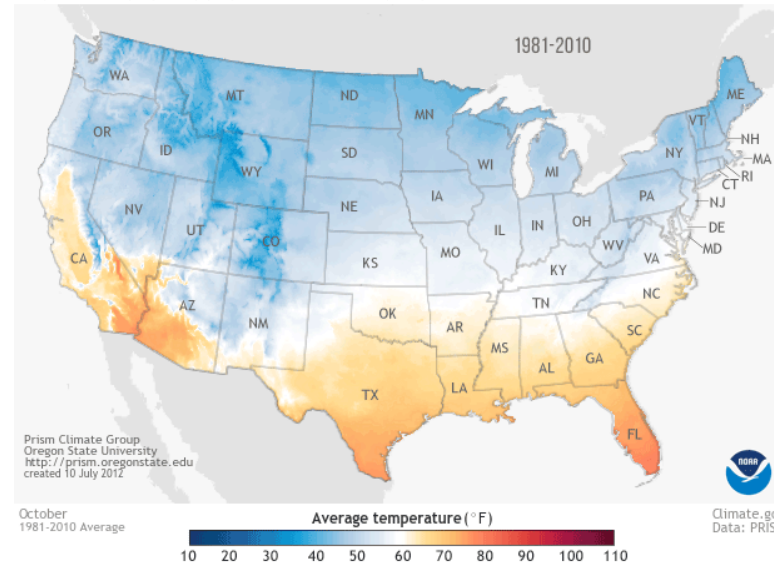 1981-2010
WA
MT
ND
MN
ME
VT
NH
OR
ID
WY
SD
WI
MI
NY
MA
RI
CT
NV
UT
CO
NE
IA
IL
IN
OH
PA
NJ
DE
MD
WV
VA
CA
AZ
NM
KS
MO
KY
OK
AR
TN
NC
SC
TX
LA
MS
AL
GA
FL
Prism Climate Group
Oregon State University
http://prism.oregonstate.edu
created 10 July 2012
NOAA
October
1981-2010 Average
Average temperature(°F)
10 20 30 40 50 60 70 80 90 100 110
Climate.go
Data: PRIS